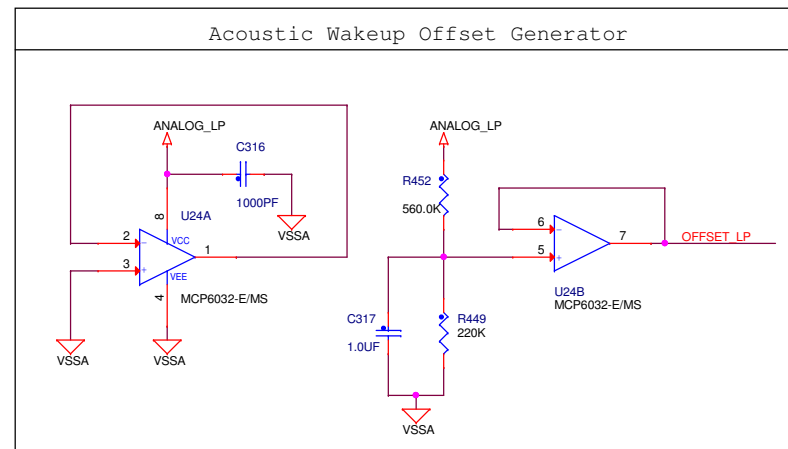 Acoustic Wakeup Offset Generator
ANALOG_LP
C316
1000PF
VSSA
U24A
8
VCC
2
-
1
3
+
VEE
4
MCP6032-E/MS
VSSA
VSSA
ANALOG_LP
R452
560.0K
6
-
7
OFFSET_LP
5
+
U24B
MCP6032-E/MS
C317
1.0UF
R449
220K
VSSA